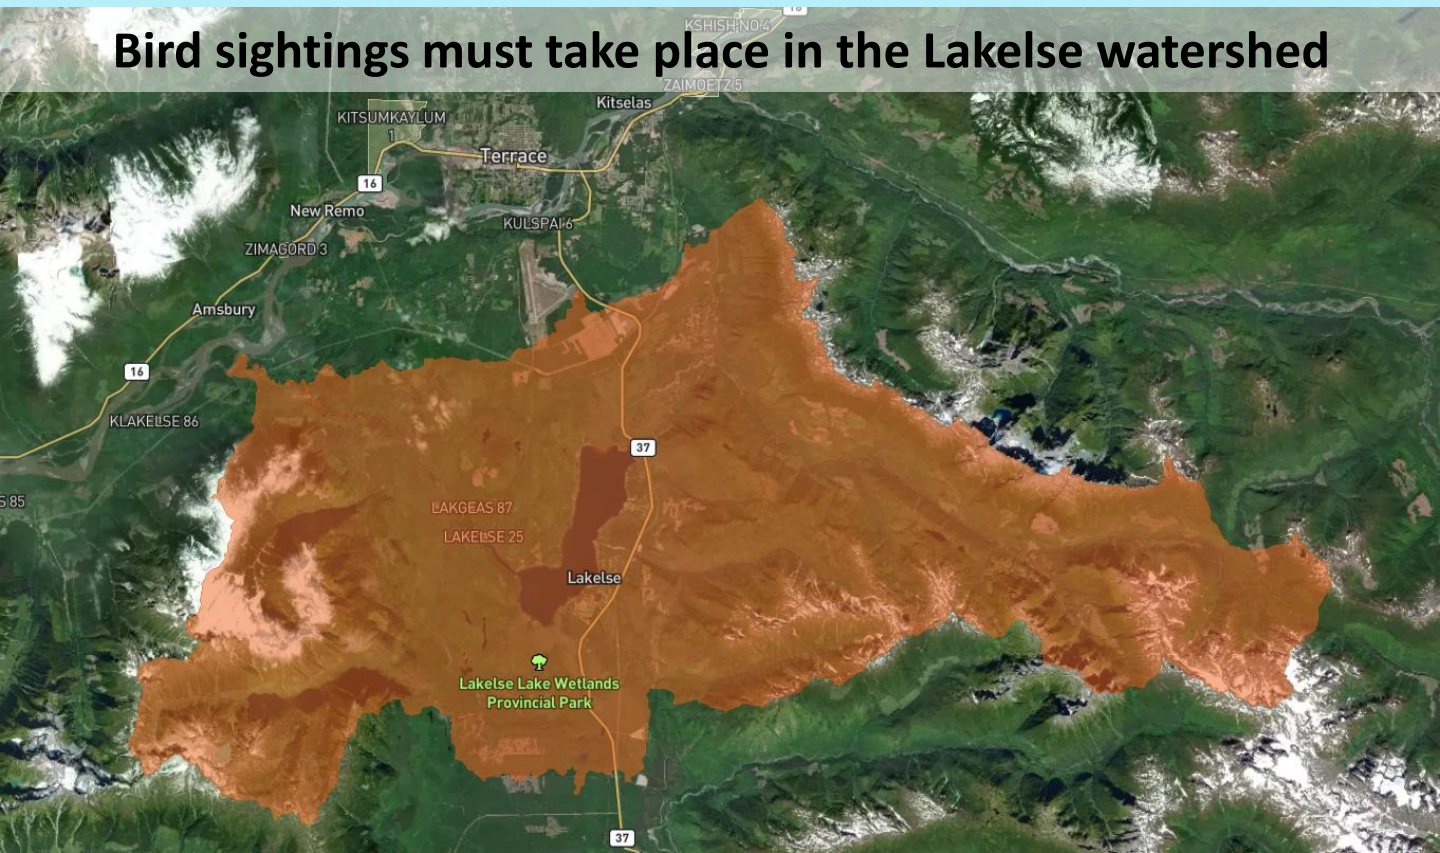 16
KSHISH NO 4
Bird sightings must take place in the Lakelse watershed
ZAIMOETZ 5
Kitselas
KITSUMKAYLUM
1
Terrace
16
New Remo
KULSPAI 6
ZIMAGORD 3
Amsbury
16
KLAKELSE 86
37
S 85
LAKGEAS 87
LAKELSE 25
Lakelse
Lakelse Lake Wetlands
Provincial Park
37